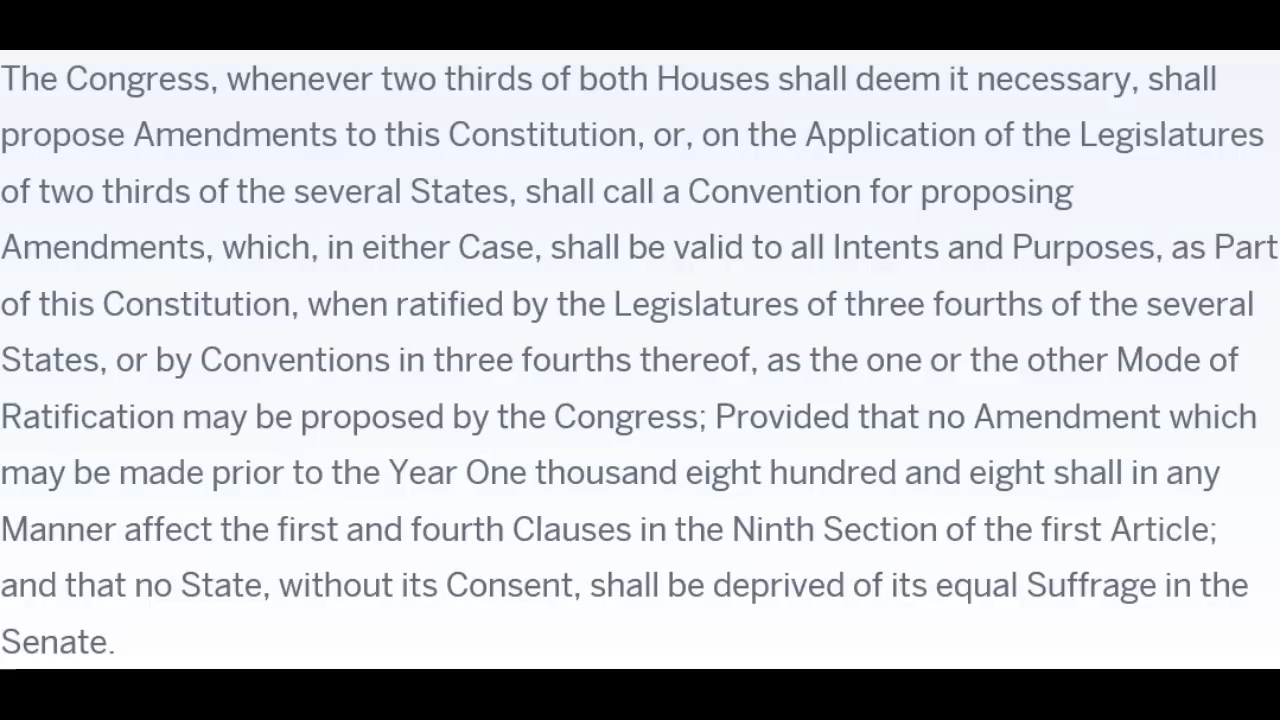 The Congress, whenever two thirds of both Houses shall deem it necessary, shall
propose Amendments to this Constitution, or, on the Application of the Legislatures
of two thirds of the several States, shall call a Convention for proposing
Amendments, which, in either Case, shall be valid to all Intents and Purposes, as Part
of this Constitution, when ratified by the Legislatures of three fourths of the several
States, or by Conventions in three fourths thereof, as the one or the other Mode of
Ratification may be proposed by the Congress; Provided that no Amendment which
may be made prior to the Year One thousand eight hundred and eight shall in any
Manner affect the first and fourth Clauses in the Ninth Section of the first Article;
and that no State, without its Consent, shall be deprived of its equal Suffrage in the
Senate.